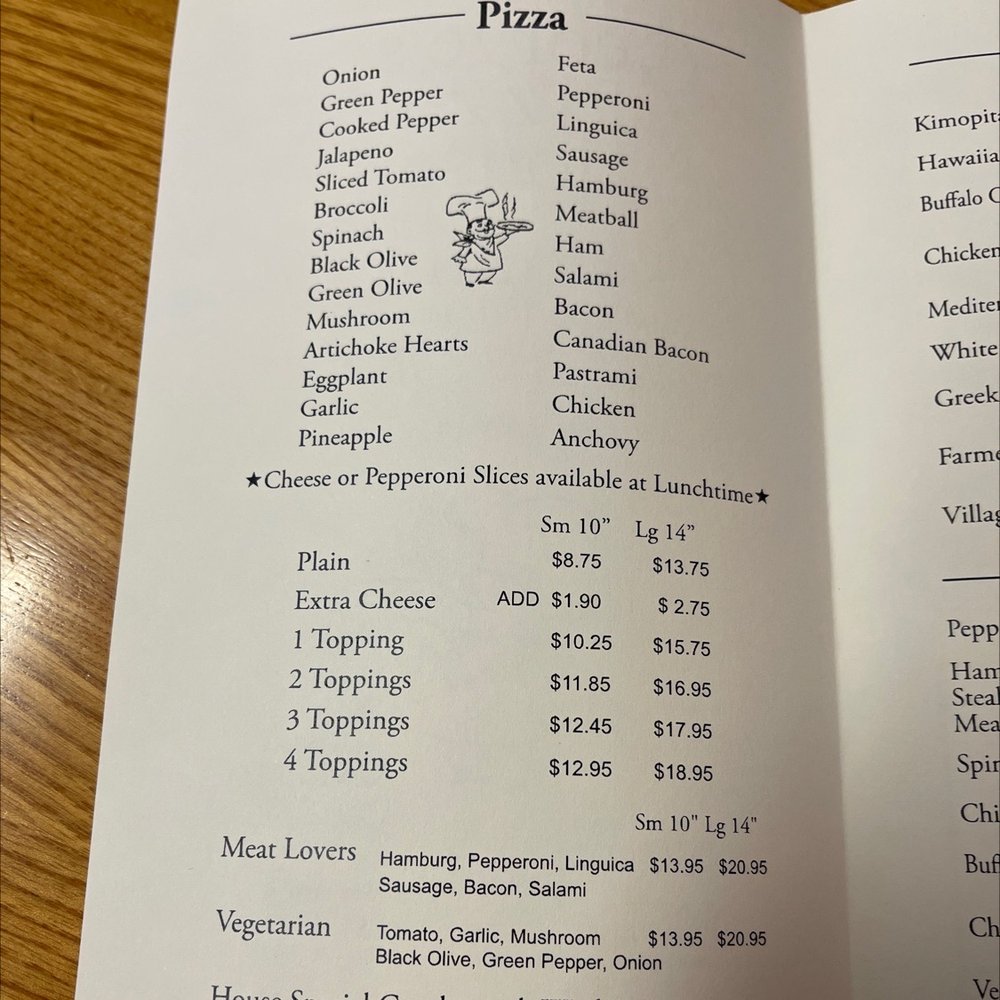 Pizza
Onion
Green Pepper
Cooked Pepper
Jalapeno
Sliced Tomato
Broccoli
Spinach
Black Olive
Green Olive
Mushroom
Artichoke Hearts
Eggplant
Garlic
Pineapple
Feta
Pepperoni
Linguica
Sausage
Hamburg
Meatball
Ham
Salami
Bacon
Canadian Bacon
Pastrami
Chicken
Anchovy
★Cheese or Pepperoni Slices available at Lunchtime★
Sm 10” Lg 14”
Plain $8.75 $13.75
Extra Cheese ADD $1.90 $ 2.75
1 Topping $10.25 $15.75
2 Toppings $11.85 $16.95
3 Toppings $12.45 $17.95
4 Toppings $12.95 $18.95
Sm 10" Lg 14"
Meat Lovers Hamburg, Pepperoni, Linguica $13.95 $20.95
Sausage, Bacon, Salami
Vegetarian Tomato, Garlic, Mushroom $13.95 $20.95
Black Olive, Green Pepper, Onion
House Special
Kimopita
Hawaiia
Buffalo C
Chicken
Mediter
White
Greek
Farme
Villag
Pepp
Ham
Steal
Mea
Spin
Chi
Buf
Ch
Ve